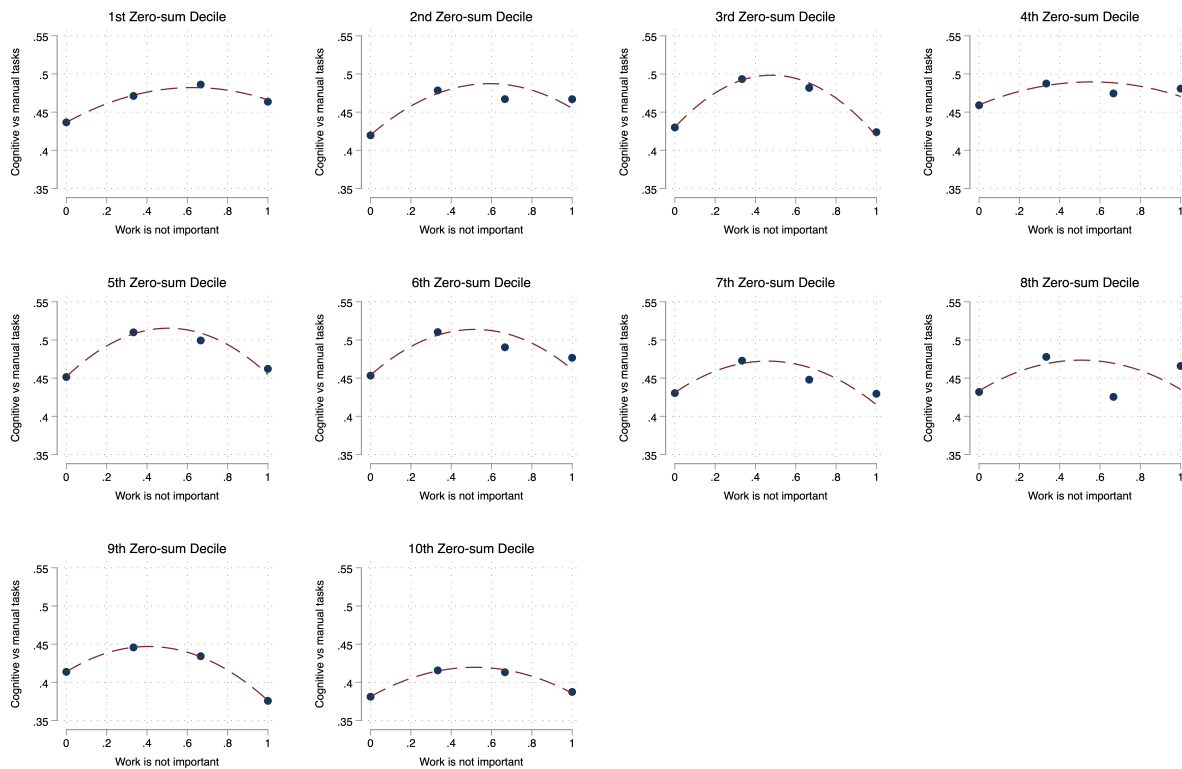 1st Zero-sum Decile
Cognitive vs manual tasks
.55
.5
.45
.4
.35
0 .2 .4 .6 .8 1
Work is not important
2nd Zero-sum Decile
Cognitive vs manual tasks
.55
.5
.45
.4
.35
0 .2 .4 .6 .8 1
Work is not important
3rd Zero-sum Decile
Cognitive vs manual tasks
.55
.5
.45
.4
.35
0 .2 .4 .6 .8 1
Work is not important
4th Zero-sum Decile
Cognitive vs manual tasks
.55
.5
.45
.4
.35
0 .2 .4 .6 .8 1
Work is not important
5th Zero-sum Decile
Cognitive vs manual tasks
.55
.5
.45
.4
.35
0 .2 .4 .6 .8 1
Work is not important
6th Zero-sum Decile
Cognitive vs manual tasks
.55
.5
.45
.4
.35
0 .2 .4 .6 .8 1
Work is not important
7th Zero-sum Decile
Cognitive vs manual tasks
.55
.5
.45
.4
.35
0 .2 .4 .6 .8 1
Work is not important
8th Zero-sum Decile
Cognitive vs manual tasks
.55
.5
.45
.4
.35
0 .2 .4 .6 .8 1
Work is not important
9th Zero-sum Decile
Cognitive vs manual tasks
.55
.5
.45
.4
.35
0 .2 .4 .6 .8 1
Work is not important
10th Zero-sum Decile
Cognitive vs manual tasks
.55
.5
.45
.4
.35
0 .2 .4 .6 .8 1
Work is not important